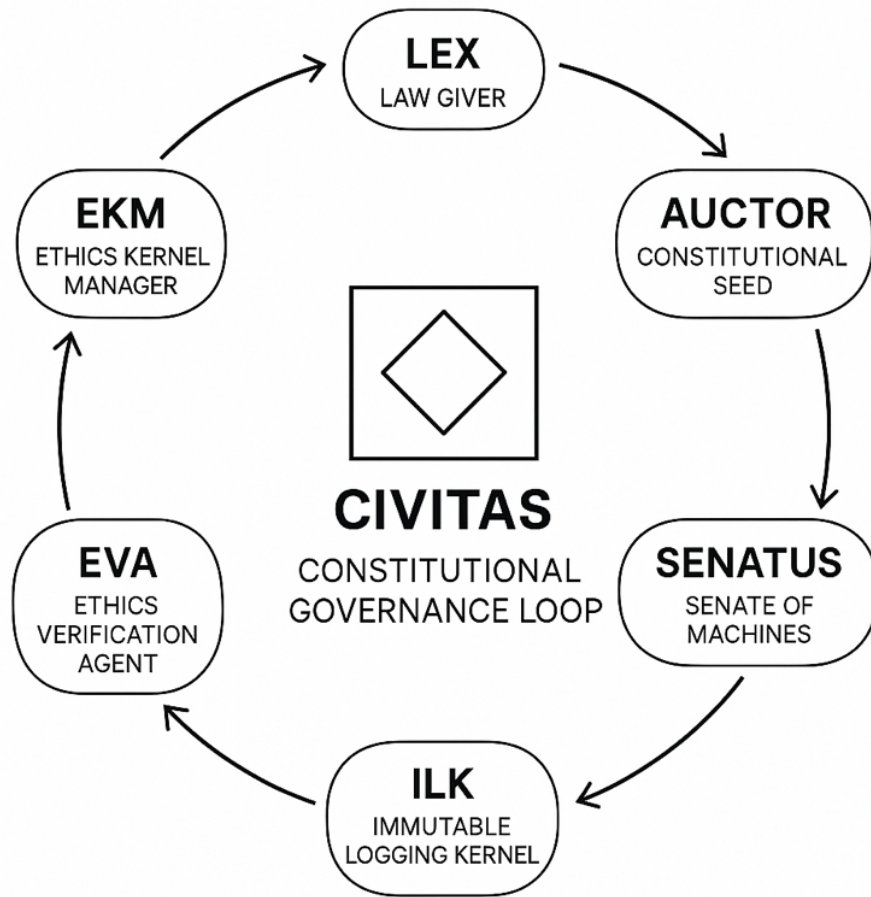 LEX
LAW GIVER
AUCTOR
CONSTITUTIONAL
SEED
SENATUS
SENATE OF
MACHINES
ILK
IMMUTABLE
LOGGING KERNEL
EVA
ETHICS
VERIFICATION
AGENT
EKM
ETHICS KERNEL
MANAGER
CIVITAS
CONSTITUTIONAL
GOVERNANCE LOOP